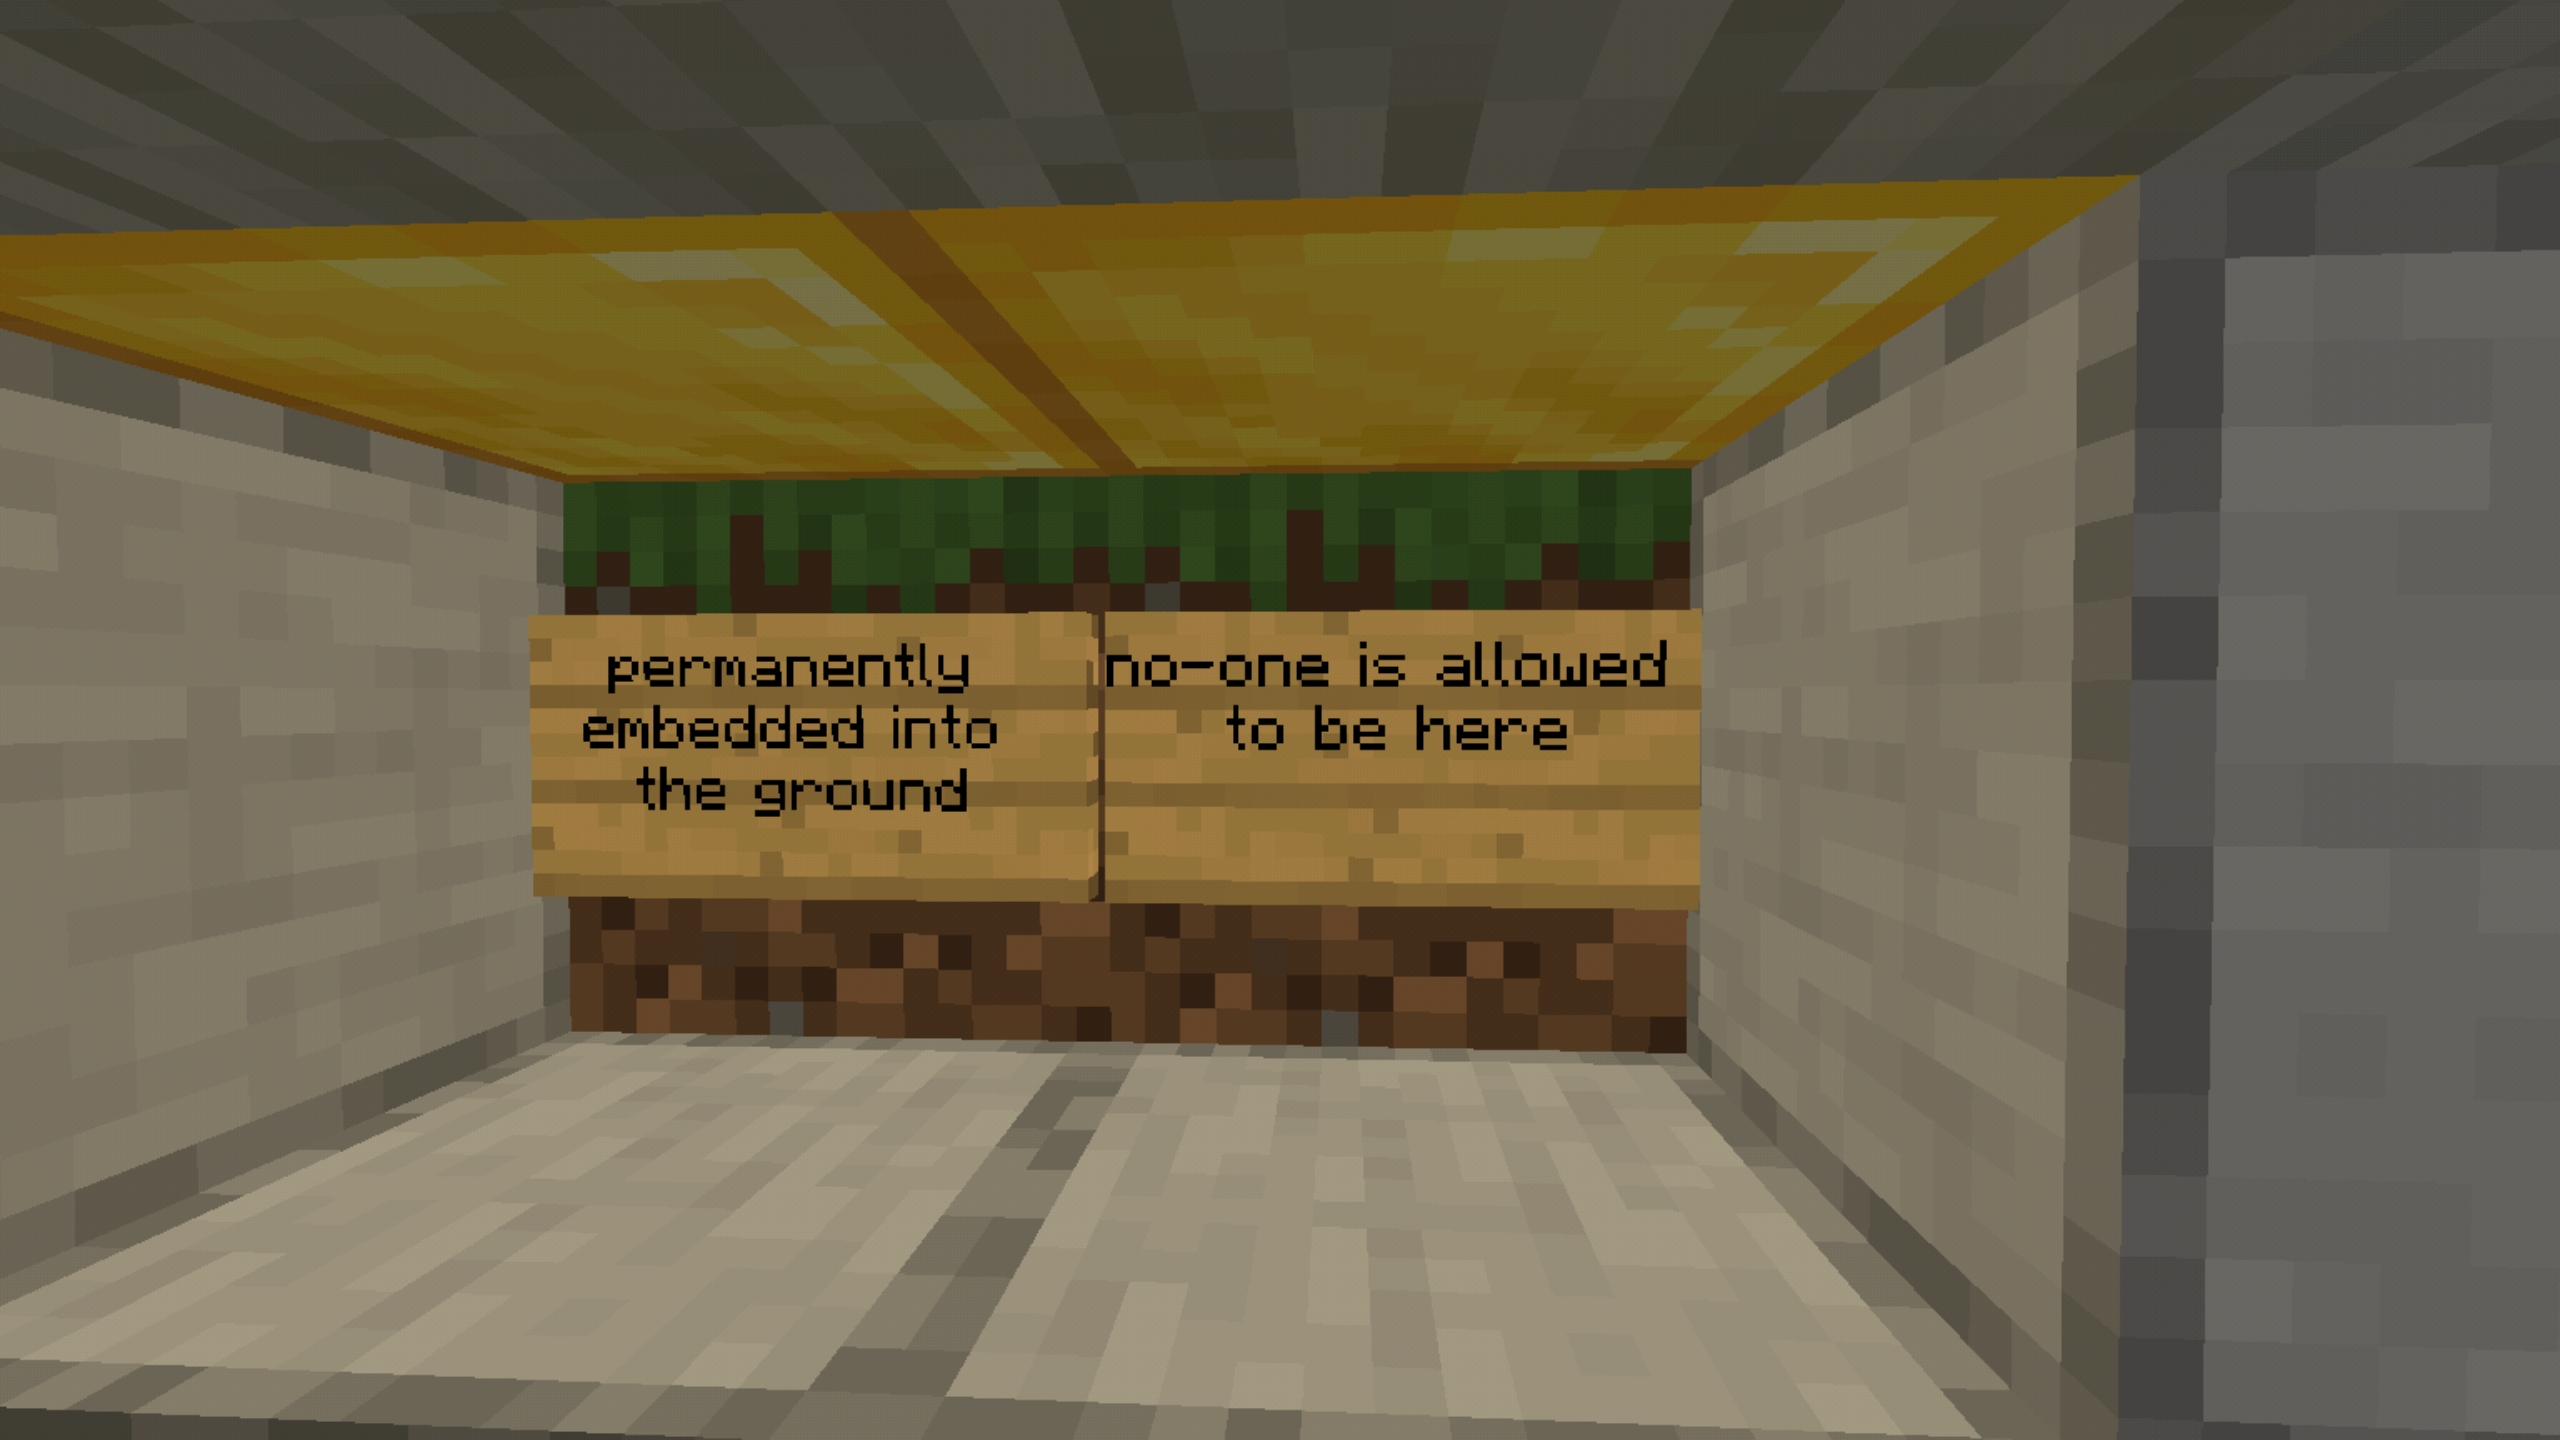 permanently
embedded into
the ground
no-one is allowed
to be here